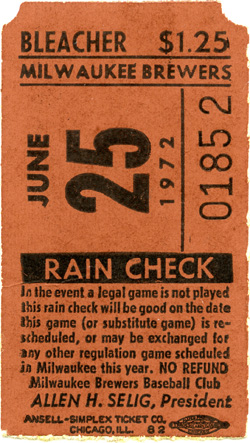 BLEACHER $1.25
MILWAUKEE BREWERS
JUNE
25
1972
01852
RAIN CHECK
In the event a legal game is not played
this rain check will be good on the date
this game (or substitute game) is re-
scheduled, or may be exchanged for
any other regulation game scheduled
in Milwaukee this year. NO REFUND
Milwaukee Brewers Baseball Club
ALLEN H. SELIG, President
ANSELL-SIMPLEX TICKET CO.
CHICAGO, ILL. 82